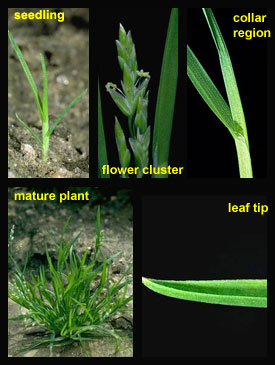 seedling
collar
region
flower cluster
mature plant
leaf tip